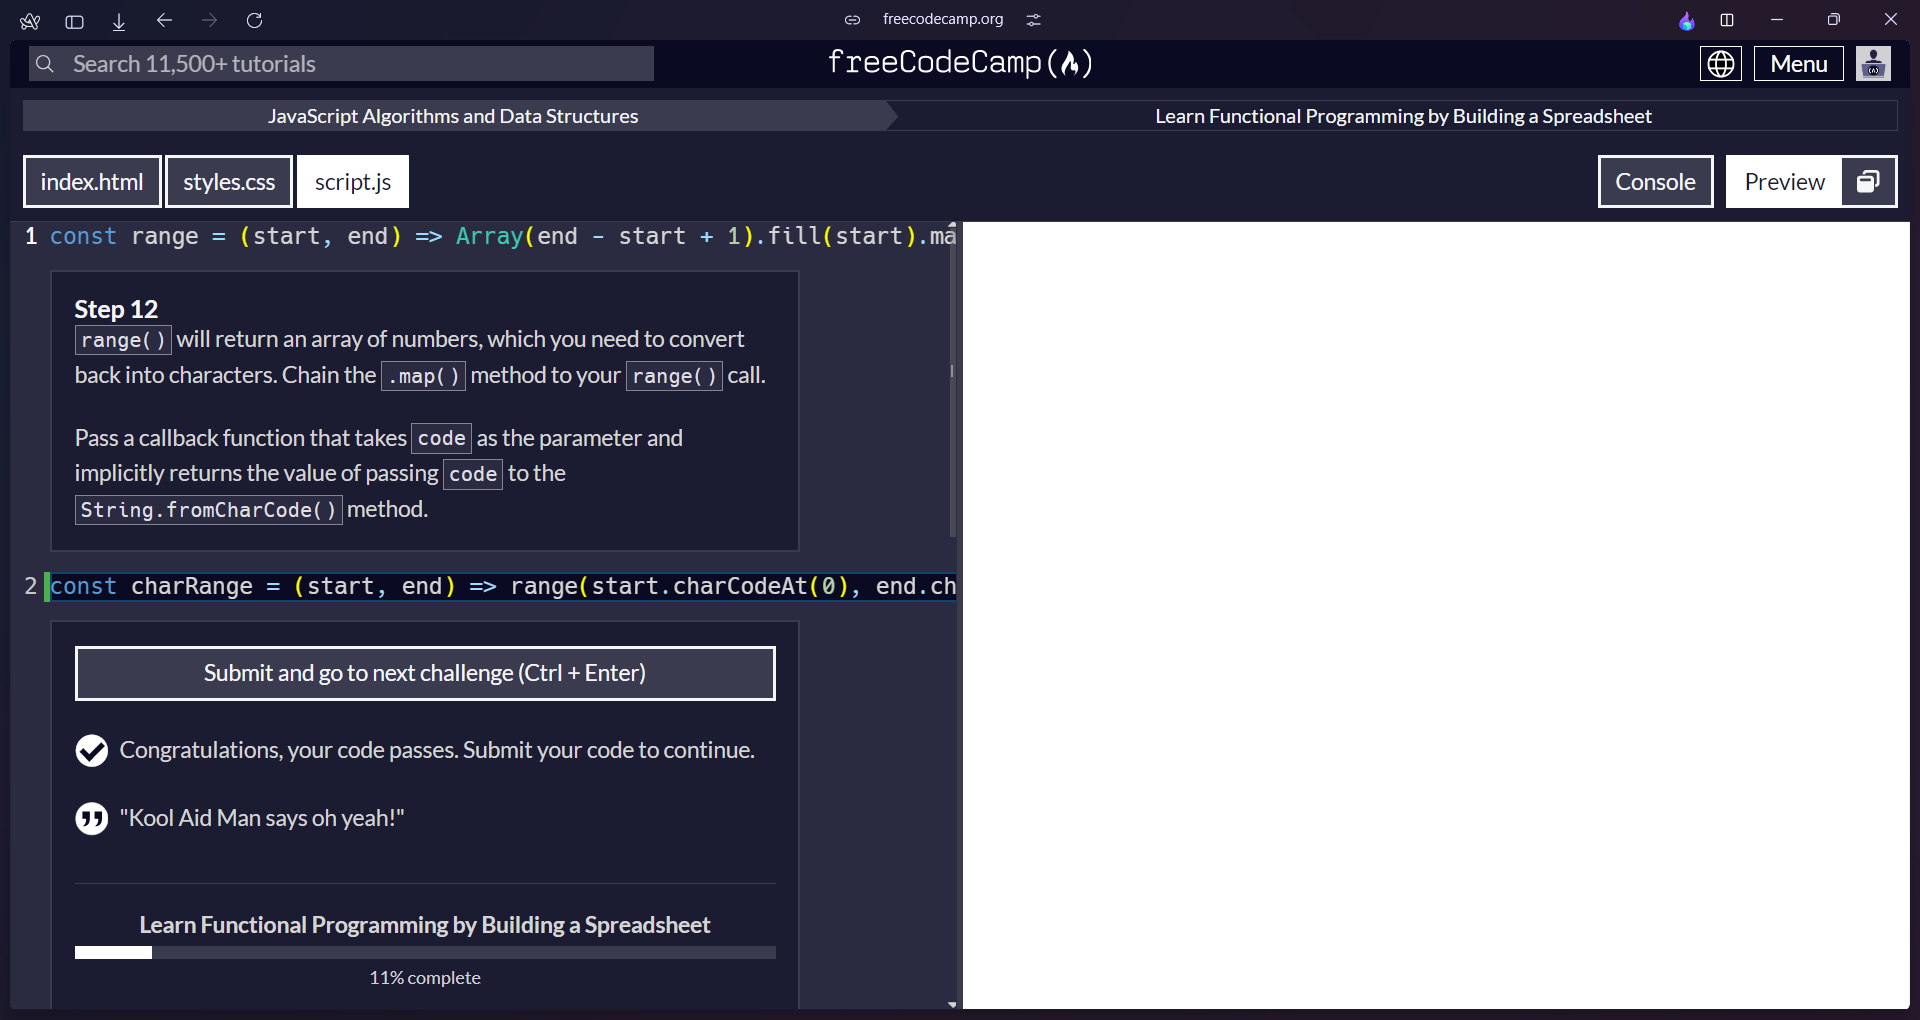 freecodecamp.org
Search 11,500+ tutorials
freeCodeCamp(🔥)
Menu
JavaScript Algorithms and Data Structures
Learn Functional Programming by Building a Spreadsheet
index.html
styles.css
script.js
Console
Preview
1 const range = (start, end) => Array(end - start + 1).fill(start).ma
Step 12
range() will return an array of numbers, which you need to convert
back into characters. Chain the .map() method to your range() call.
Pass a callback function that takes code as the parameter and
implicitly returns the value of passing code to the
String.fromCharCode() method.
2 const charRange = (start, end) => range(start.charCodeAt(0), end.ch
Submit and go to next challenge (Ctrl + Enter)
Congratulations, your code passes. Submit your code to continue.
"Kool Aid Man says oh yeah!"
Learn Functional Programming by Building a Spreadsheet
11% complete